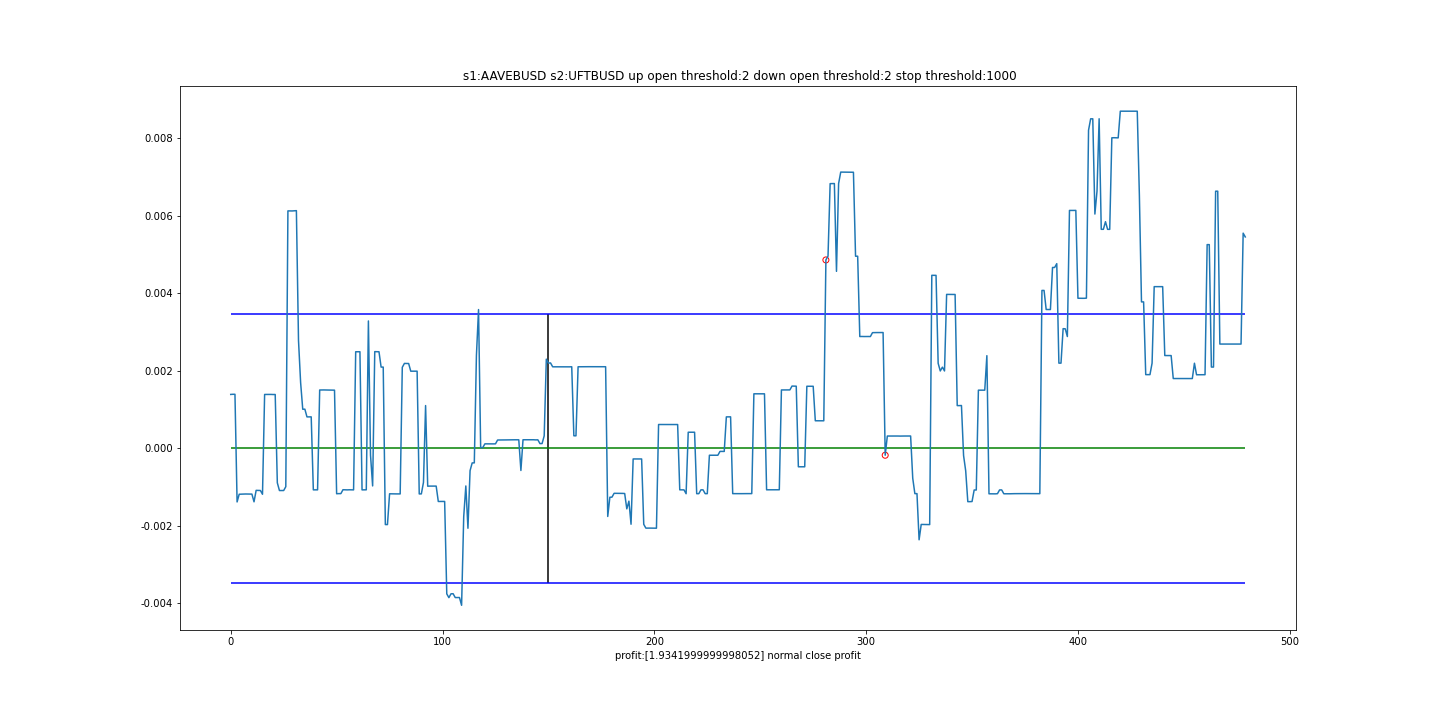 s1:AAVEBUSD s2:UFTBUSD up open threshold:2 down open threshold:2 stop threshold:1000
0.008
0.006
0.004
0.002
0.000
-0.002
-0.004
0 100 200 300 400 500
profit:[1.9341999999998052] normal close profit